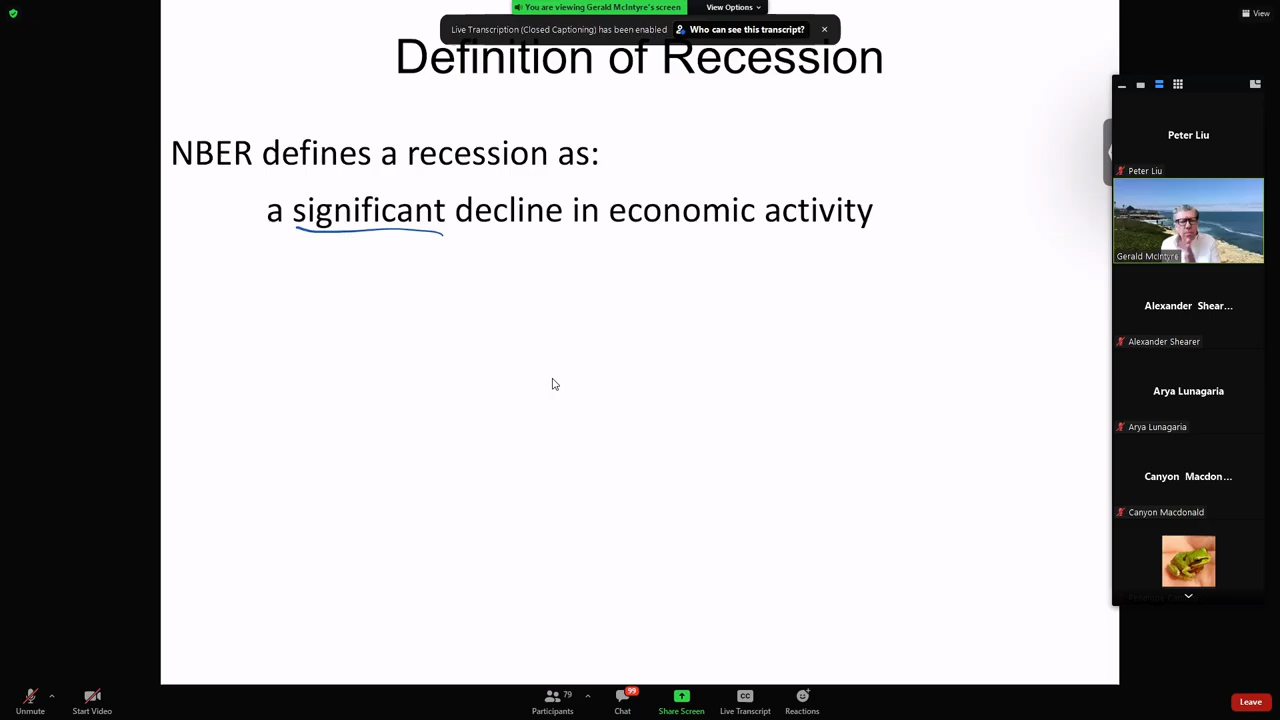 You are viewing Gerald McIntyre's screen
View Options
View
Live Transcription (Closed Captioning) has been enabled
Who can see this transcript?
Definition of Recession
NBER defines a recession as:
a significant decline in economic activity
Peter Liu
Peter Liu
Gerald McIntyre
Alexander Shear...
Alexander Shearer
Arya Lunagaria
Arya Lunagaria
Canyon Macdon...
Canyon Macdonald
Unmute
Start Video
79
Participants
99
Chat
Share Screen
CC
Live Transcript
Reactions
Leave